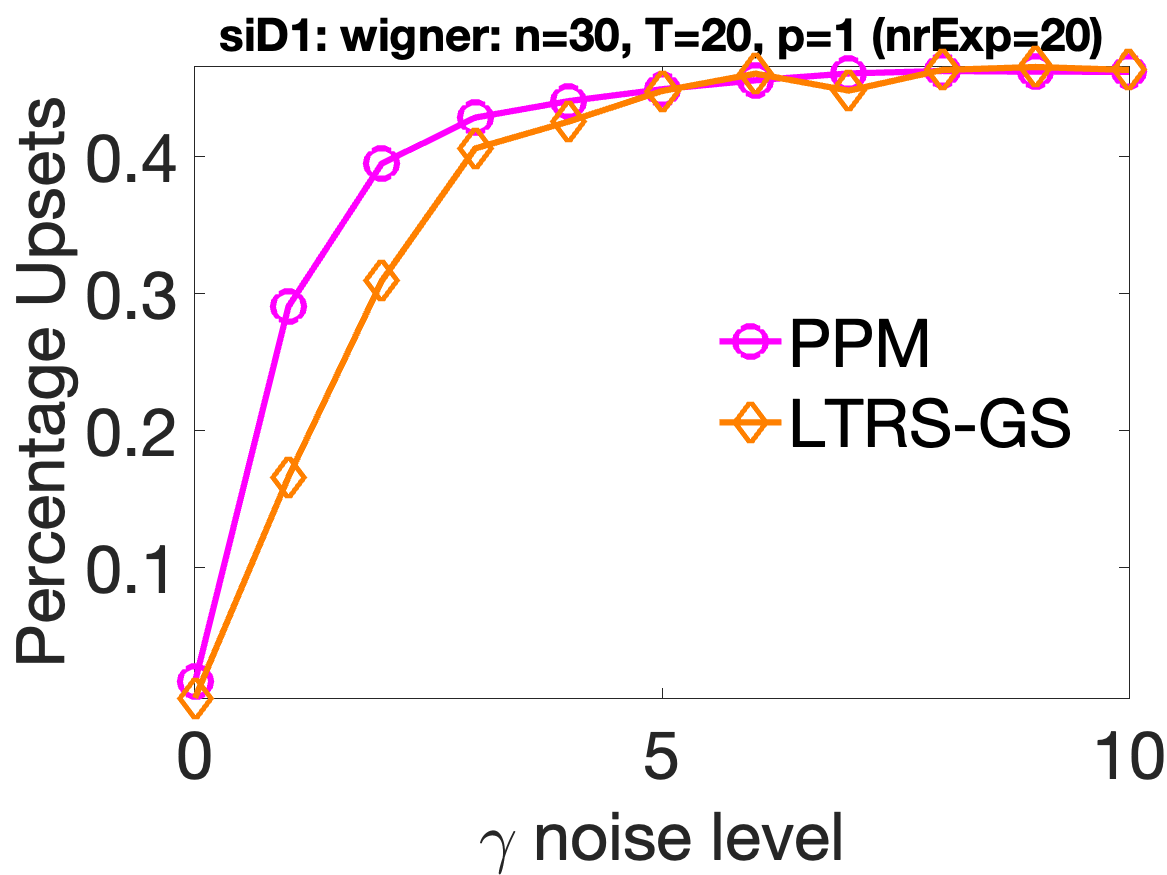 siD1: wigner: n=30, T=20, p=1 (nrExp=20)
Percentage Upsets
0.4
0.3
0.2
0.1
PPM
LTRS-GS
0
5
10
γ noise level